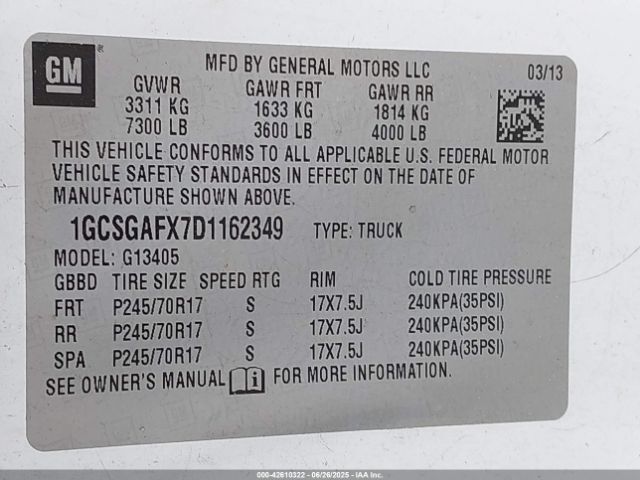 GM
MFD BY GENERAL MOTORS LLC 03/13
GVWR GAWR FRT GAWR RR
3311 KG 1633 KG 1814 KG
7300 LB 3600 LB 4000 LB
THIS VEHICLE CONFORMS TO ALL APPLICABLE U.S. FEDERAL MOTOR
VEHICLE SAFETY STANDARDS IN EFFECT ON THE DATE OF
MANUFACTURE SHOWN ABOVE.
1GCSGAFX7D1162349 TYPE: TRUCK
MODEL: G13405
GBBD TIRE SIZE SPEED RTG RIM COLD TIRE PRESSURE
FRT P245/70R17 S 17X7.5J 240KPA(35PSI)
RR P245/70R17 S 17X7.5J 240KPA(35PSI)
SPA P245/70R17 S 17X7.5J 240KPA(35PSI)
SEE OWNER'S MANUAL i FOR MORE INFORMATION.
000-42610322 - 06/26/2025 - IAA Inc.